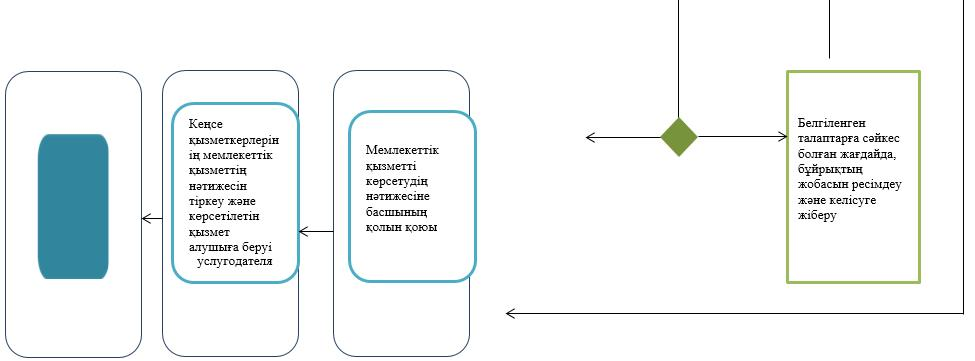 Кеңсе
қызметкерлерін
ің мемлекеттік
қызметтің
нәтижесін
тіркеу және
көрсетілетін
қызмет
алушыға беруі
услугодателя
Мемлекеттік
қызметті
көрсетудің
нәтижесіне
басшының
қолын қоюы
Белгіленген
талаптарға сәйкес
болған жағдайда,
бұйрықтың
жобасын ресімдеу
және келісуге
жіберу